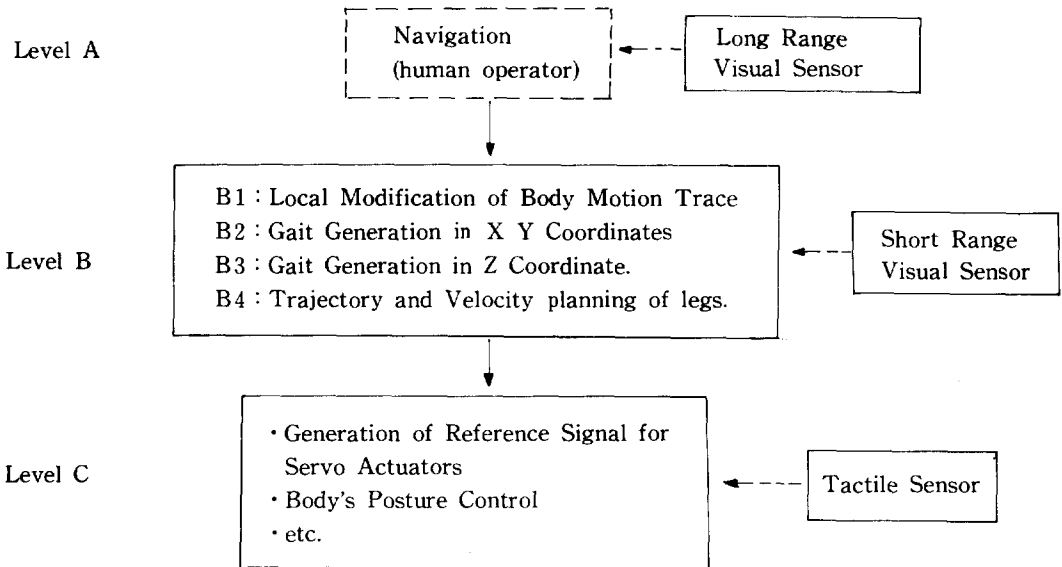 Level A
Navigation
(human operator)
Long Range
Visual Sensor
Level B
B1 : Local Modification of Body Motion Trace
B2 : Gait Generation in X Y Coordinates
B3 : Gait Generation in Z Coordinate.
B4 : Trajectory and Velocity planning of legs.
Short Range
Visual Sensor
Level C
・Generation of Reference Signal for
Servo Actuators
・Body's Posture Control
・etc.
Tactile Sensor